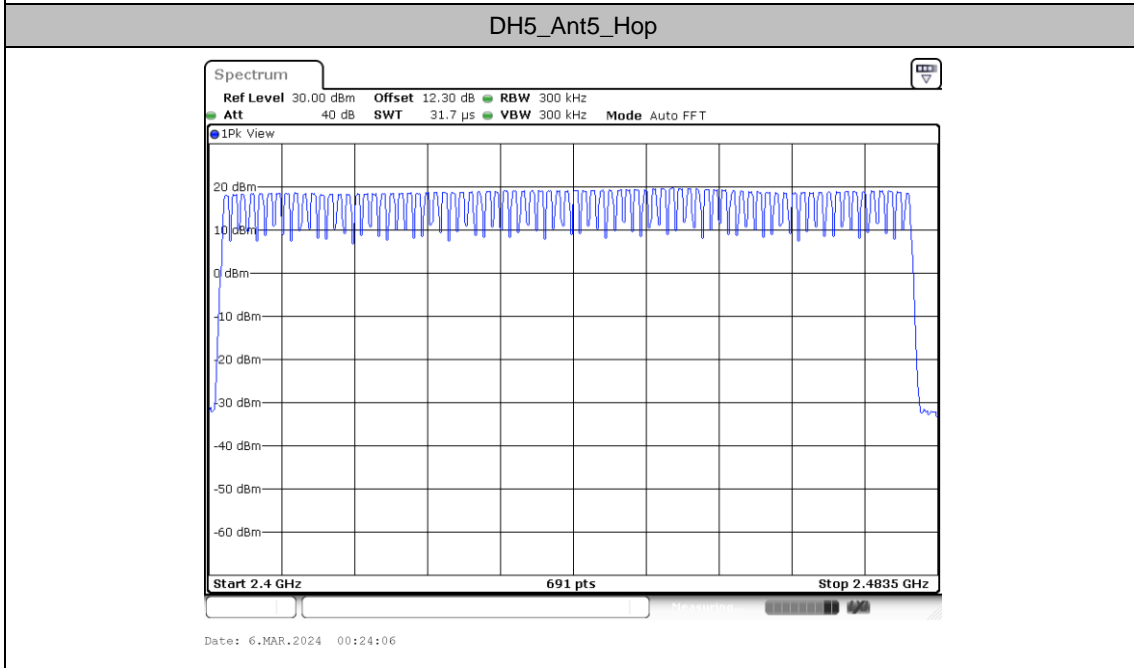 DH5_Ant5_Hop
Spectrum
Ref Level 30.00 dBm Offset 12.30 dB RBW 300 kHz
Att 40 dB SWT 31.7 µs VBW 300 kHz Mode Auto FFT
1Pk View
20 dBm
10 dBm
0 dBm
-10 dBm
-20 dBm
-30 dBm
-40 dBm
-50 dBm
-60 dBm
Start 2.4 GHz 691 pts Stop 2.4835 GHz
Measuring
Date: 6.MAR.2024 00:24:06